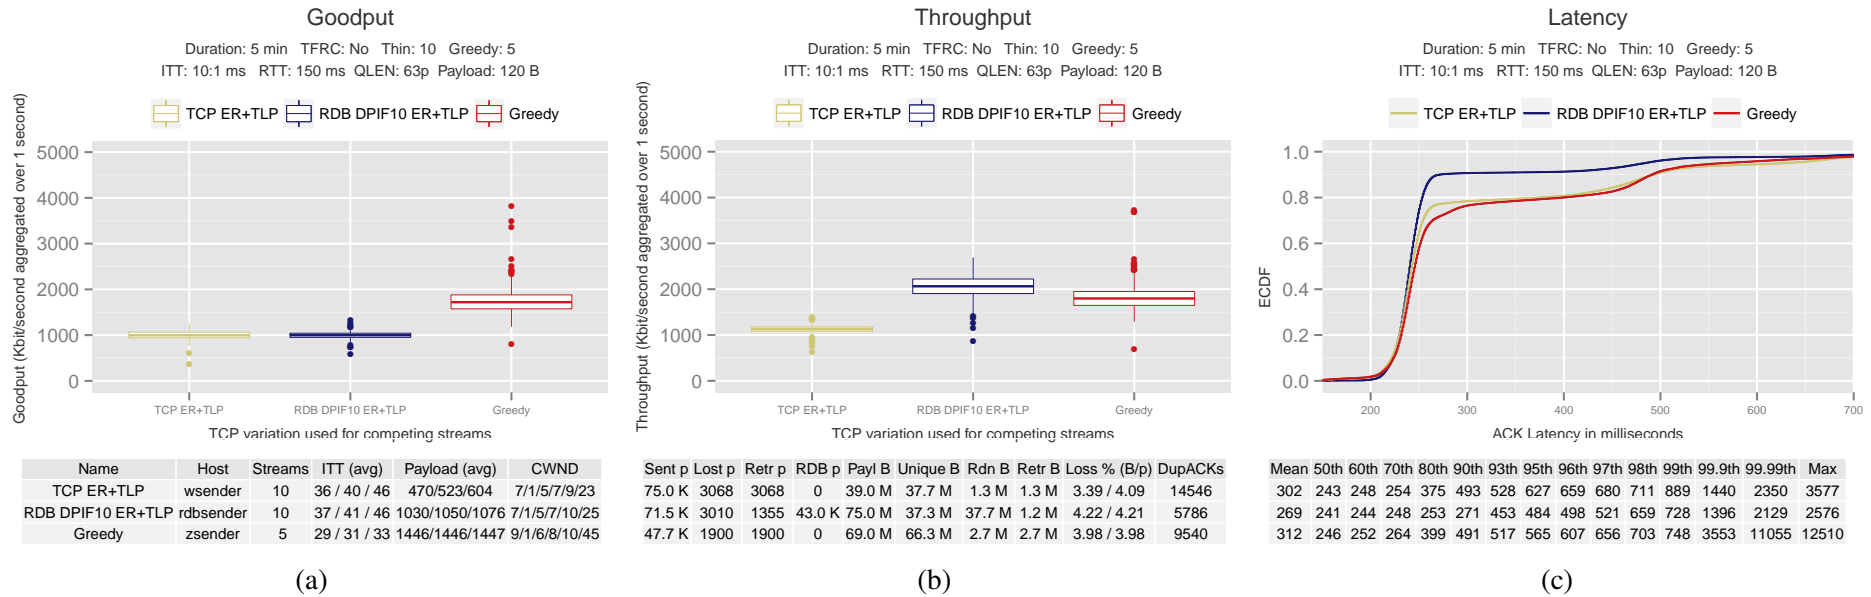 Goodput
Duration: 5 min TFRC: No Thin: 10 Greedy: 5
ITT: 10:1 ms RTT: 150 ms QLEN: 63p Payload: 120 B
TCP ER+TLP RDB DPIF10 ER+TLP Greedy
Goodput (Kbit/second aggregated over 1 second)
5000
4000
3000
2000
1000
0
TCP ER+TLP RDB DPIF10 ER+TLP Greedy
TCP variation used for competing streams
Name Host Streams ITT (avg) Payload (avg) CWND
TCP ER+TLP wsender 10 36 / 40 / 46 470/523/604 7/1/5/7/9/23
RDB DPIF10 ER+TLP rdbsender 10 37 / 41 / 46 1030/1050/1076 7/1/5/7/10/25
Greedy zsender 5 29 / 31 / 33 1446/1446/1447 9/1/6/8/10/45
(a)
Throughput
Duration: 5 min TFRC: No Thin: 10 Greedy: 5
ITT: 10:1 ms RTT: 150 ms QLEN: 63p Payload: 120 B
TCP ER+TLP RDB DPIF10 ER+TLP Greedy
Throughput (Kbit/second aggregated over 1 second)
5000
4000
3000
2000
1000
0
TCP ER+TLP RDB DPIF10 ER+TLP Greedy
TCP variation used for competing streams
Sent p Lost p Retr p RDB p Payl B Unique B Rdn B Retr B Loss % (B/p) DupACKs
75.0 K 3068 3068 0 39.0 M 37.7 M 1.3 M 1.3 M 3.39 / 4.09 14546
71.5 K 3010 1355 43.0 K 75.0 M 37.3 M 37.7 M 1.2 M 4.22 / 4.21 5786
47.7 K 1900 1900 0 69.0 M 66.3 M 2.7 M 2.7 M 3.98 / 3.98 9540
(b)
Latency
Duration: 5 min TFRC: No Thin: 10 Greedy: 5
ITT: 10:1 ms RTT: 150 ms QLEN: 63p Payload: 120 B
TCP ER+TLP RDB DPIF10 ER+TLP Greedy
ECDF
1.0
0.8
0.6
0.4
0.2
0.0
200 300 400 500 600 700
ACK Latency in milliseconds
Mean 50th 60th 70th 80th 90th 93th 95th 96th 97th 98th 99th 99.9th 99.99th Max
302 243 248 254 375 493 528 627 659 680 711 889 1440 2350 3577
269 241 244 248 253 271 453 484 498 521 659 728 1396 2129 2576
312 246 252 264 399 491 517 565 607 656 703 748 3553 11055 12510
(c)